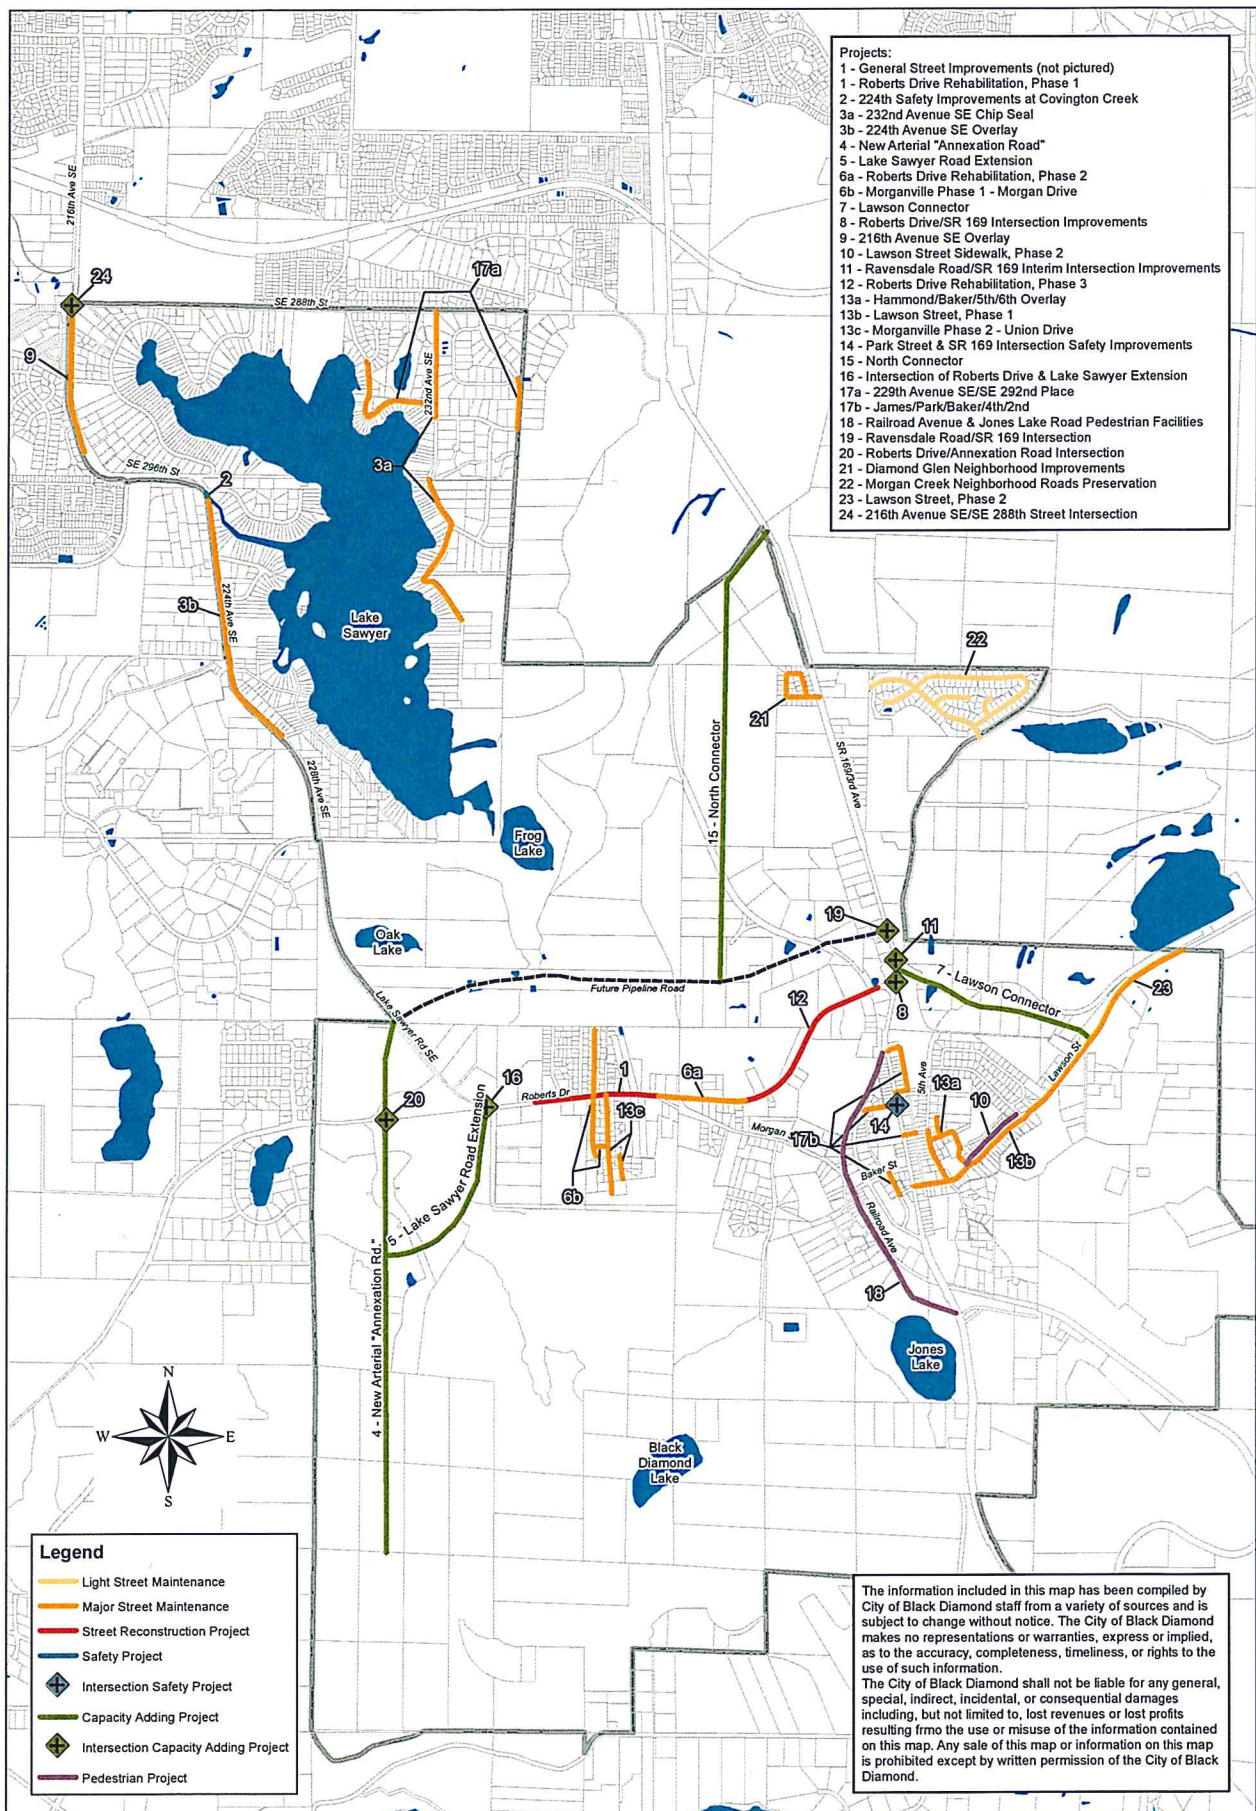 Projects:
1 - General Street Improvements (not pictured)
1 - Roberts Drive Rehabilitation, Phase 1
2 - 224th Safety Improvements at Covington Creek
3a - 232nd Avenue SE Chip Seal
3b - 224th Avenue SE Overlay
4 - New Arterial "Annexation Road"
5 - Lake Sawyer Road Extension
6a - Roberts Drive Rehabilitation, Phase 2
6b - Morganville Phase 1 - Morgan Drive
7 - Lawson Connector
8 - Roberts Drive/SR 169 Intersection Improvements
9 - 216th Avenue SE Overlay
10 - Lawson Street Sidewalk, Phase 2
11 - Ravensdale Road/SR 169 Interim Intersection Improvements
12 - Roberts Drive Rehabilitation, Phase 3
13a - Hammond/Baker/5th/6th Overlay
13b - Lawson Street, Phase 1
13c - Morganville Phase 2 - Union Drive
14 - Park Street & SR 169 Intersection Safety Improvements
15 - North Connector
16 - Intersection of Roberts Drive & Lake Sawyer Extension
17a - 229th Avenue SE/SE 292nd Place
17b - James/Park/Baker/4th/2nd
18 - Railroad Avenue & Jones Lake Road Pedestrian Facilities
19 - Ravensdale Road/SR 169 Intersection
20 - Roberts Drive/Annexation Road Intersection
21 - Diamond Glen Neighborhood Improvements
22 - Morgan Creek Neighborhood Roads Preservation
23 - Lawson Street, Phase 2
24 - 216th Avenue SE/SE 288th Street Intersection
216th Ave SE
24
SE 288th St
17a
9
232nd Ave SE
SE 296th St
2
3a
3b
224th Ave SE
Lake
Sawyer
22
21
SR 169/3rd Ave
228th Ave SE
15 - North Connector
Frog
Lake
Oak
Lake
19
11
7 - Lawson Connector
23
Future Pipeline Road
12
8
Lake Sawyer Rd SE
Lawson St
16
20
Roberts Dr
1
6a
5th Ave
13a
10
13c
14
Morgan
17b
13b
6b
Baker St
5 - Lake Sawyer Road Extension
Railroad Ave
18
4 - New Arterial "Annexation Rd."
Jones
Lake
Black
Diamond
Lake
N
W
E
S
Legend
Light Street Maintenance
Major Street Maintenance
Street Reconstruction Project
Safety Project
Intersection Safety Project
Capacity Adding Project
Intersection Capacity Adding Project
Pedestrian Project
The information included in this map has been compiled by
City of Black Diamond staff from a variety of sources and is
subject to change without notice. The City of Black Diamond
makes no representations or warranties, express or implied,
as to the accuracy, completeness, timeliness, or rights to the
use of such information.
The City of Black Diamond shall not be liable for any general,
special, indirect, incidental, or consequential damages
including, but not limited to, lost revenues or lost profits
resulting frmo the use or misuse of the information contained
on this map. Any sale of this map or information on this map
is prohibited except by written permission of the City of Black
Diamond.